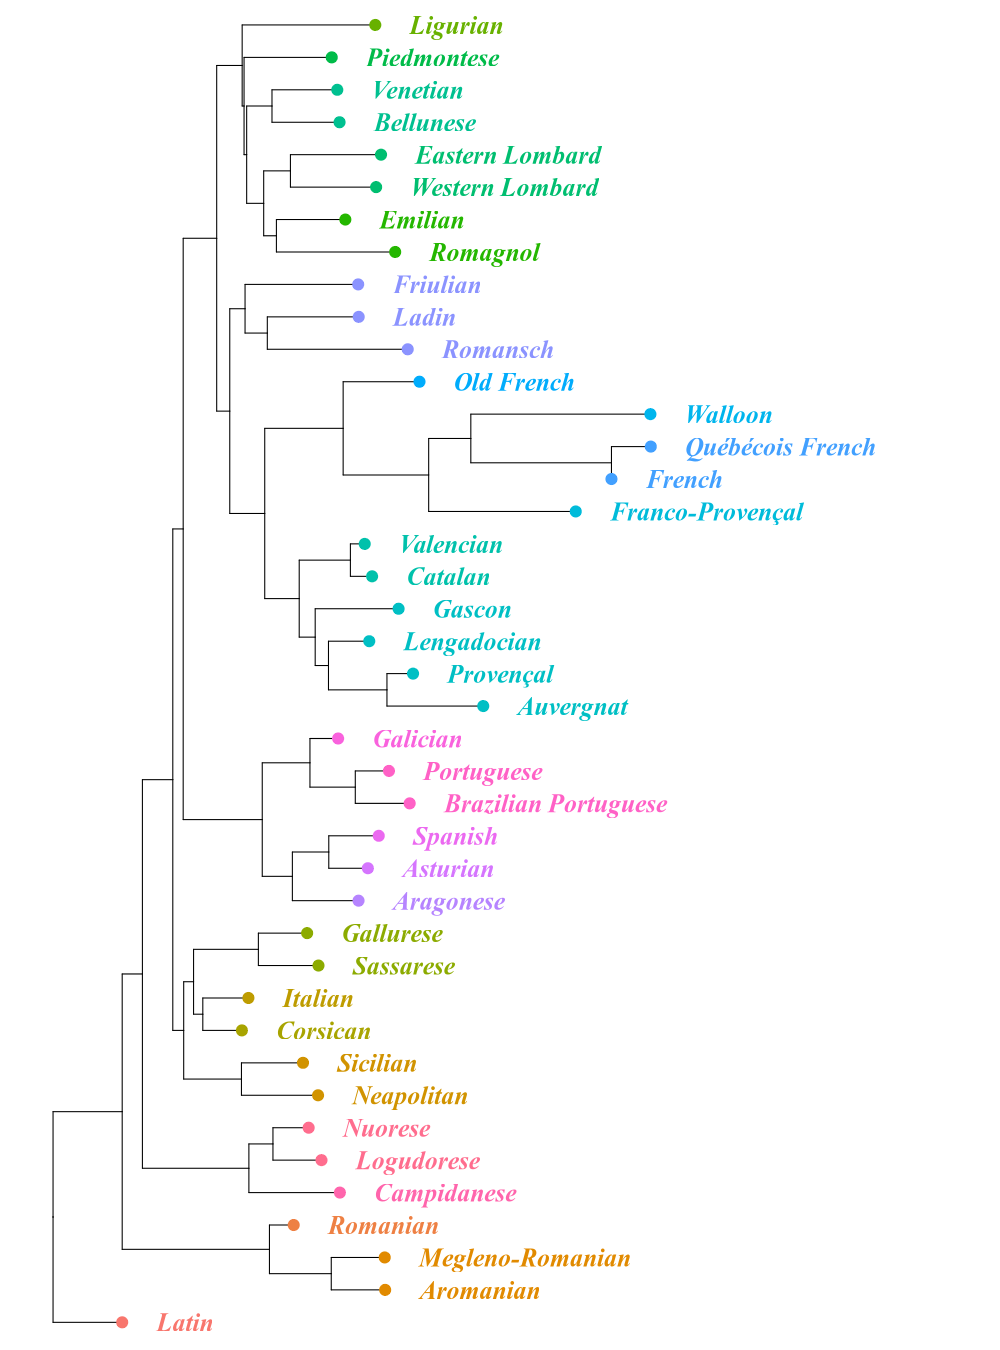 Ligurian
Piedmontese
Venetian
Bellunese
Eastern Lombard
Western Lombard
Emilian
Romagnol
Friulian
Ladin
Romansch
Old French
Walloon
Québécois French
French
Franco-Provençal
Valencian
Catalan
Gascon
Lengadocian
Provençal
Auvergnat
Galician
Portuguese
Brazilian Portuguese
Spanish
Asturian
Aragonese
Gallurese
Sassarese
Italian
Corsican
Sicilian
Neapolitan
Nuorese
Logudorese
Campidanese
Romanian
Megleno-Romanian
Aromanian
Latin